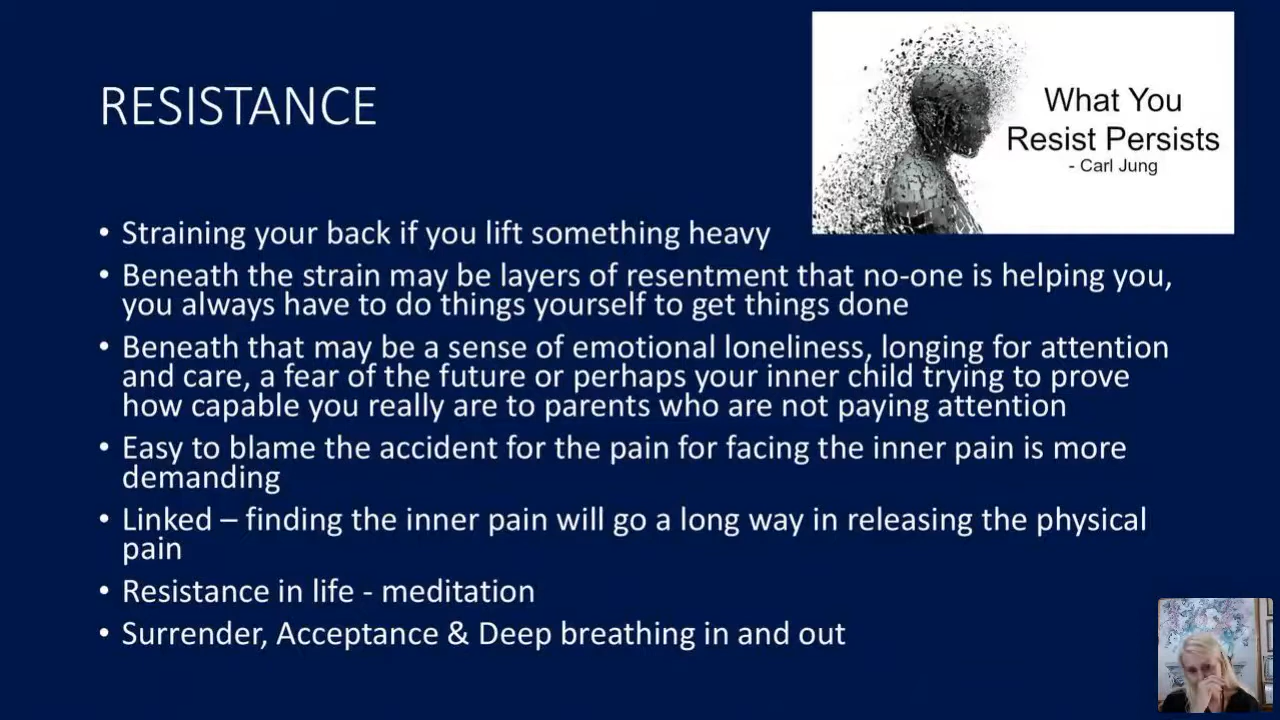 RESISTANCE
What You
Resist Persists
- Carl Jung
• Straining your back if you lift something heavy
• Beneath the strain may be layers of resentment that no-one is helping you,
you always have to do things yourself to get things done
• Beneath that may be a sense of emotional loneliness, longing for attention
and care, a fear of the future or perhaps your inner child trying to prove
how capable you really are to parents who are not paying attention
• Easy to blame the accident for the pain for facing the inner pain is more
demanding
• Linked – finding the inner pain will go a long way in releasing the physical
pain
• Resistance in life - meditation
• Surrender, Acceptance & Deep breathing in and out